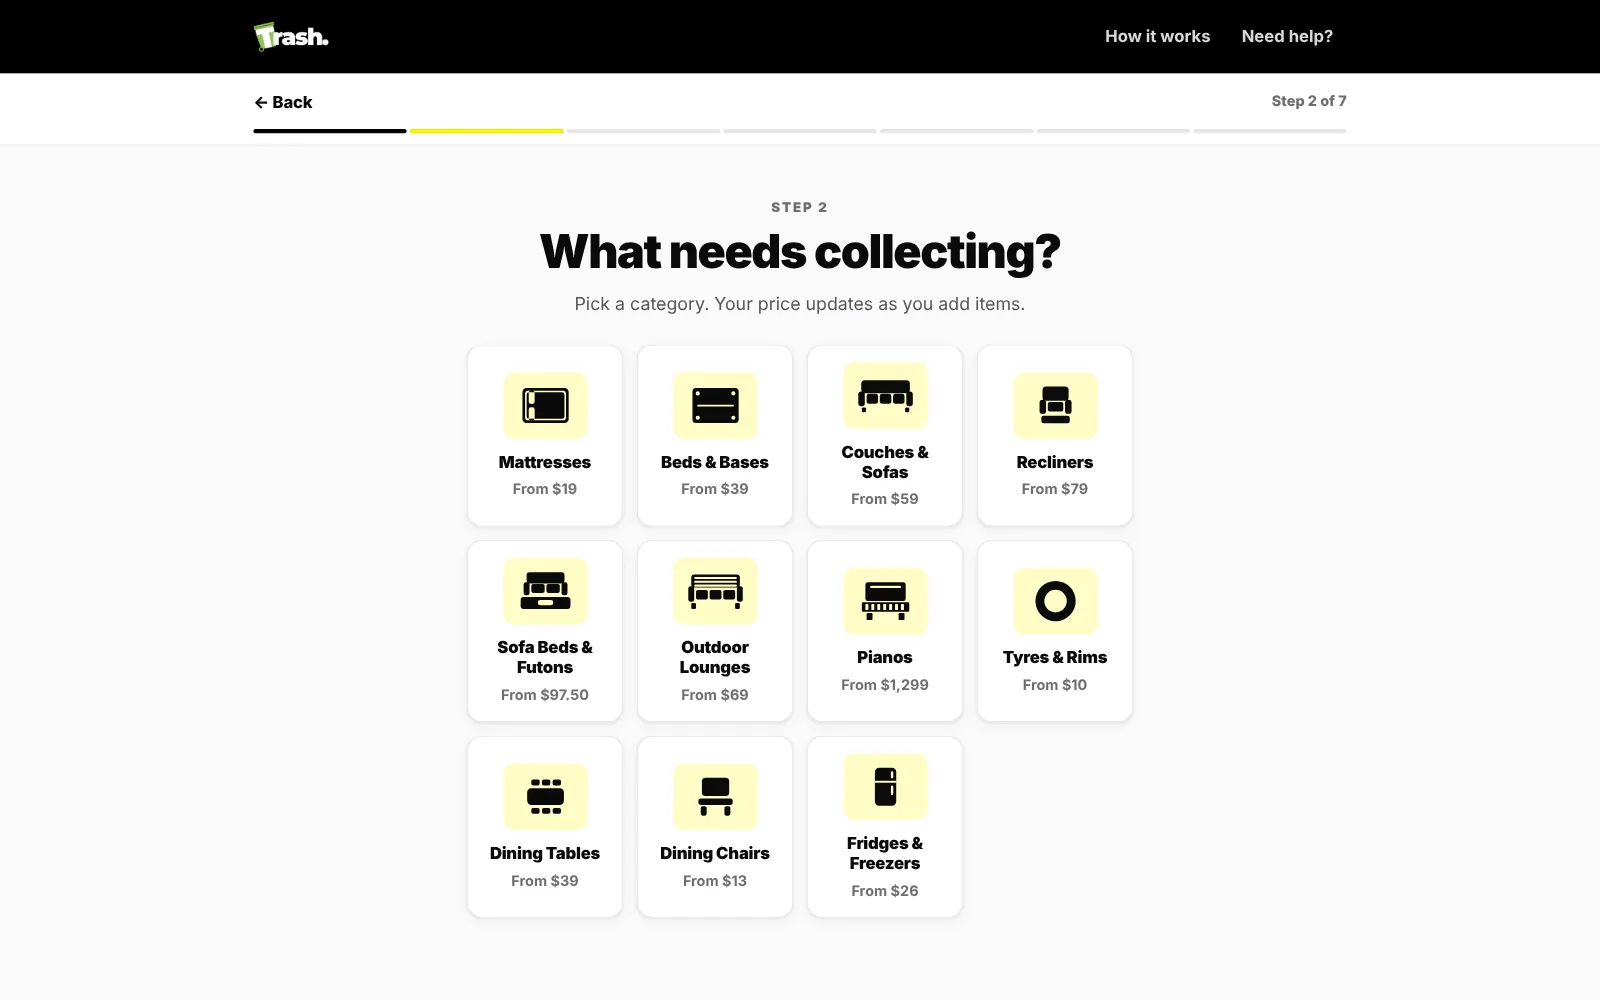 Trash.
How it works
Need help?
← Back
Step 2 of 7
STEP 2
What needs collecting?
Pick a category. Your price updates as you add items.
Mattresses
From $19
Beds & Bases
From $39
Couches &
Sofas
From $59
Recliners
From $79
Sofa Beds &
Futons
From $97.50
Outdoor
Lounges
From $69
Pianos
From $1,299
Tyres & Rims
From $10
Dining Tables
From $39
Dining Chairs
From $13
Fridges &
Freezers
From $26